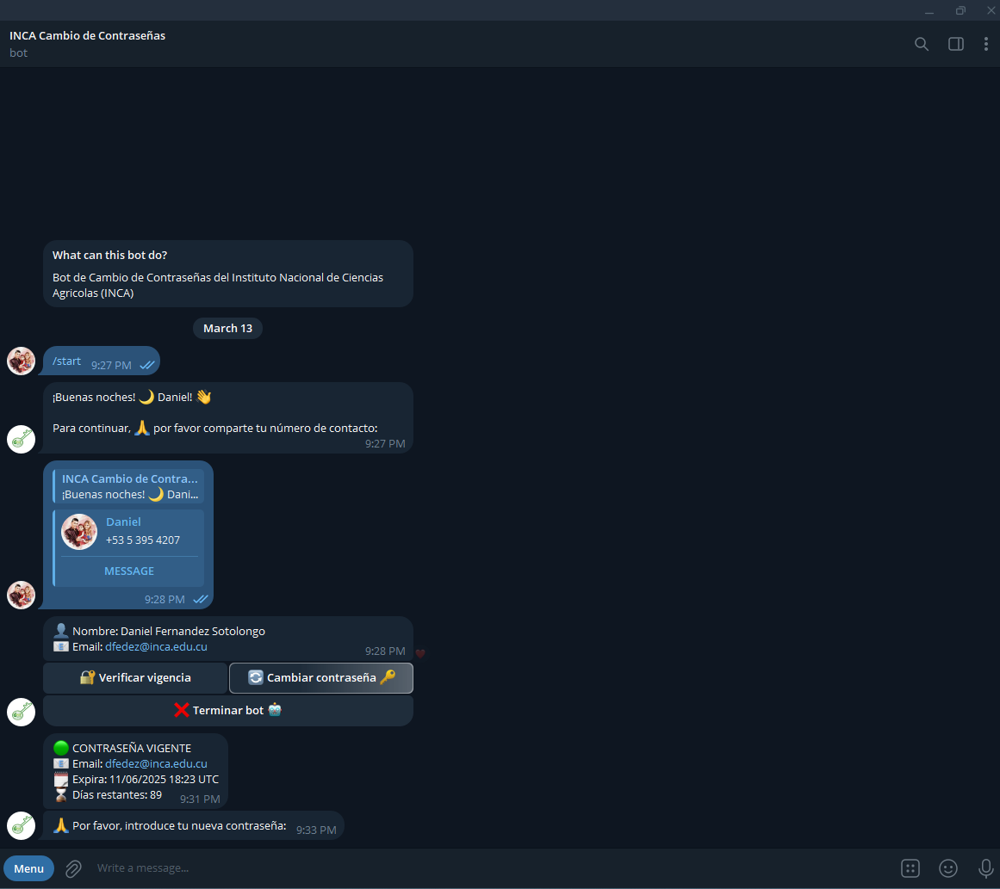 INCA Cambio de Contraseñas
bot
What can this bot do?
Bot de Cambio de Contraseñas del Instituto Nacional de Ciencias
Agricolas (INCA)
March 13
/start 9:27 PM
¡Buenas noches! 🌙 Daniel! 👋
Para continuar, 🙏 por favor comparte tu número de contacto:
9:27 PM
INCA Cambio de Contra...
¡Buenas noches! 🌙 Dani...
Daniel
+53 5 395 4207
MESSAGE
9:28 PM
👤 Nombre: Daniel Fernandez Sotolongo
📧 Email: dfedez@inca.edu.cu
9:28 PM
🔐 Verificar vigencia
🔄 Cambiar contraseña 🔑
❌ Terminar bot 🤖
🟢 CONTRASEÑA VIGENTE
📧 Email: dfedez@inca.edu.cu
🗓 Expira: 11/06/2025 18:23 UTC
⏳ Días restantes: 89 9:31 PM
🙏 Por favor, introduce tu nueva contraseña: 9:33 PM
Menu
Write a message...